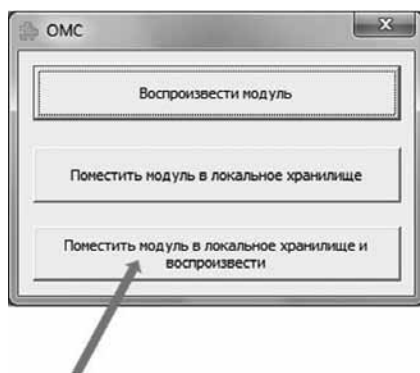 ОМС
Воспроизвести модуль
Поместить модуль в локальное хранилище
Поместить модуль в локальное хранилище и
воспроизвести